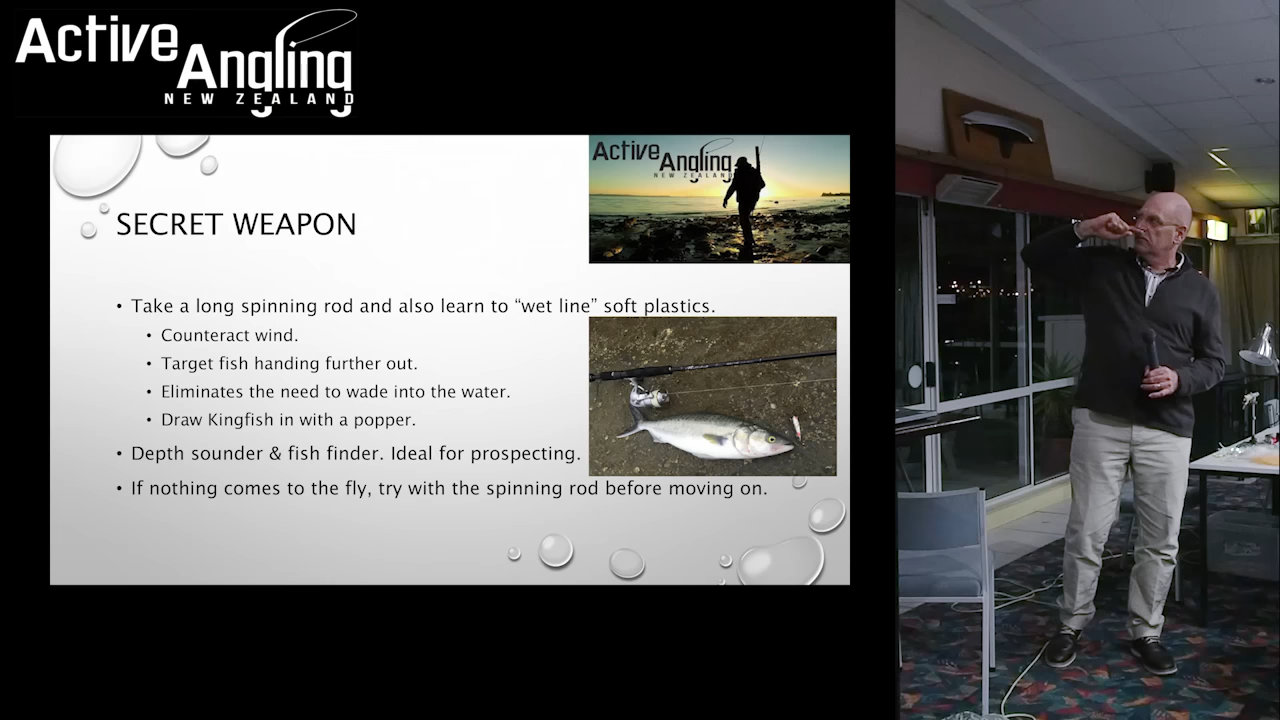 Active Angling
NEW ZEALAND
Active Angling
NEW ZEALAND
SECRET WEAPON
• Take a long spinning rod and also learn to “wet line” soft plastics.
• Counteract wind.
• Target fish handing further out.
• Eliminates the need to wade into the water.
• Draw Kingfish in with a popper.
• Depth sounder & fish finder. Ideal for prospecting.
• If nothing comes to the fly, try with the spinning rod before moving on.